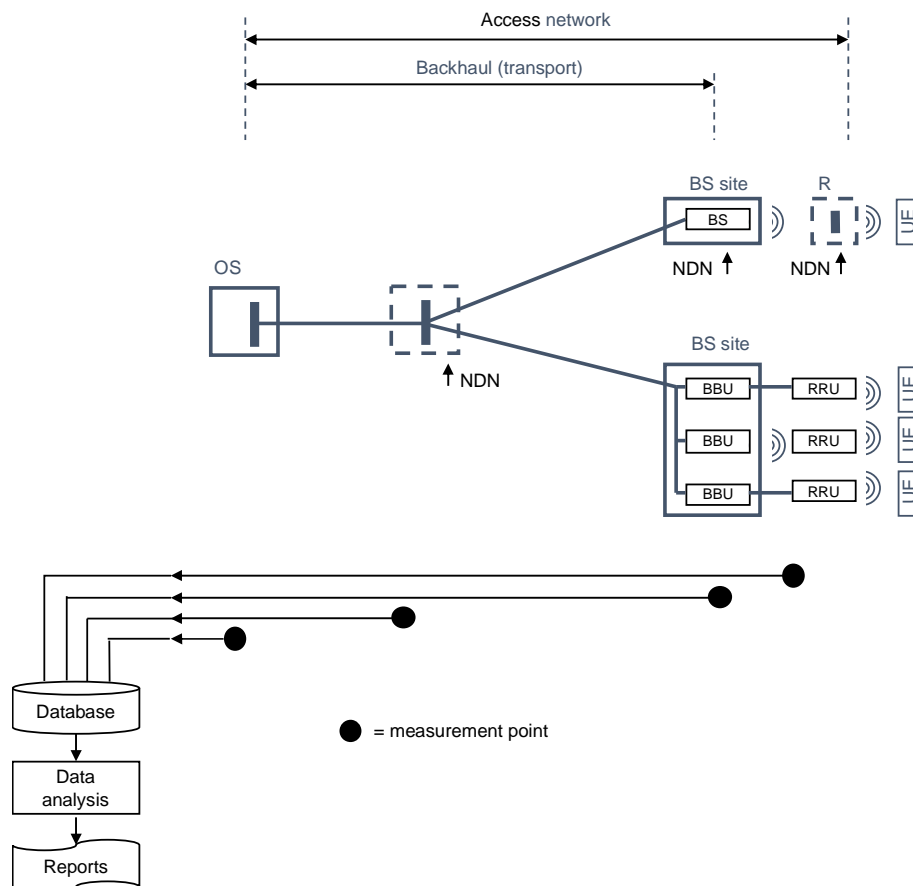 Access network
Backhaul (transport)
BS site
R
BS
UE
NDN
NDN
OS
NDN
BS site
BBU
RRU
UE
BBU
RRU
UE
BBU
RRU
UE
Database
= measurement point
Data
analysis
Reports